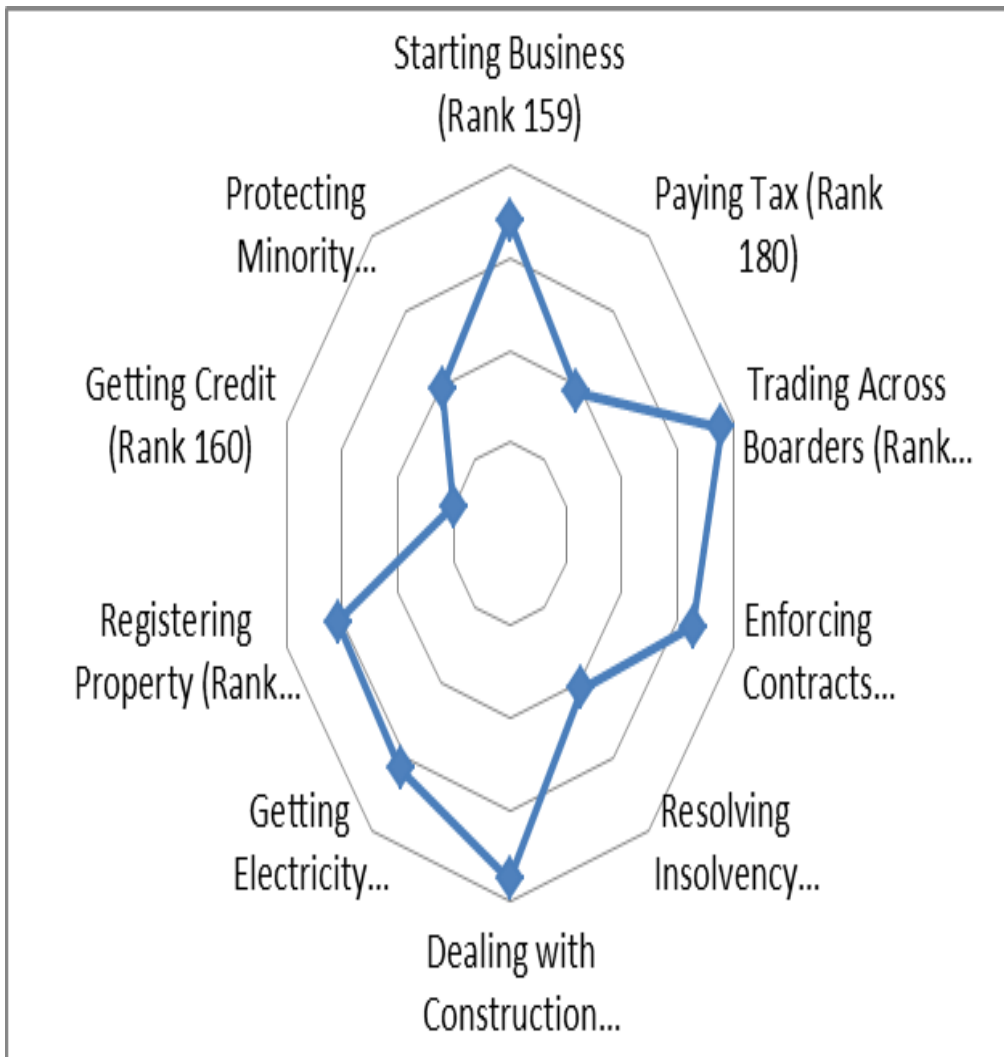 Starting Business
(Rank 159)
Paying Tax (Rank
180)
Trading Across
Boarders (Rank...
Enforcing
Contracts...
Resolving
Insolvency...
Dealing with
Construction...
Getting
Electricity...
Registering
Property (Rank...
Getting Credit
(Rank 160)
Protecting
Minority...